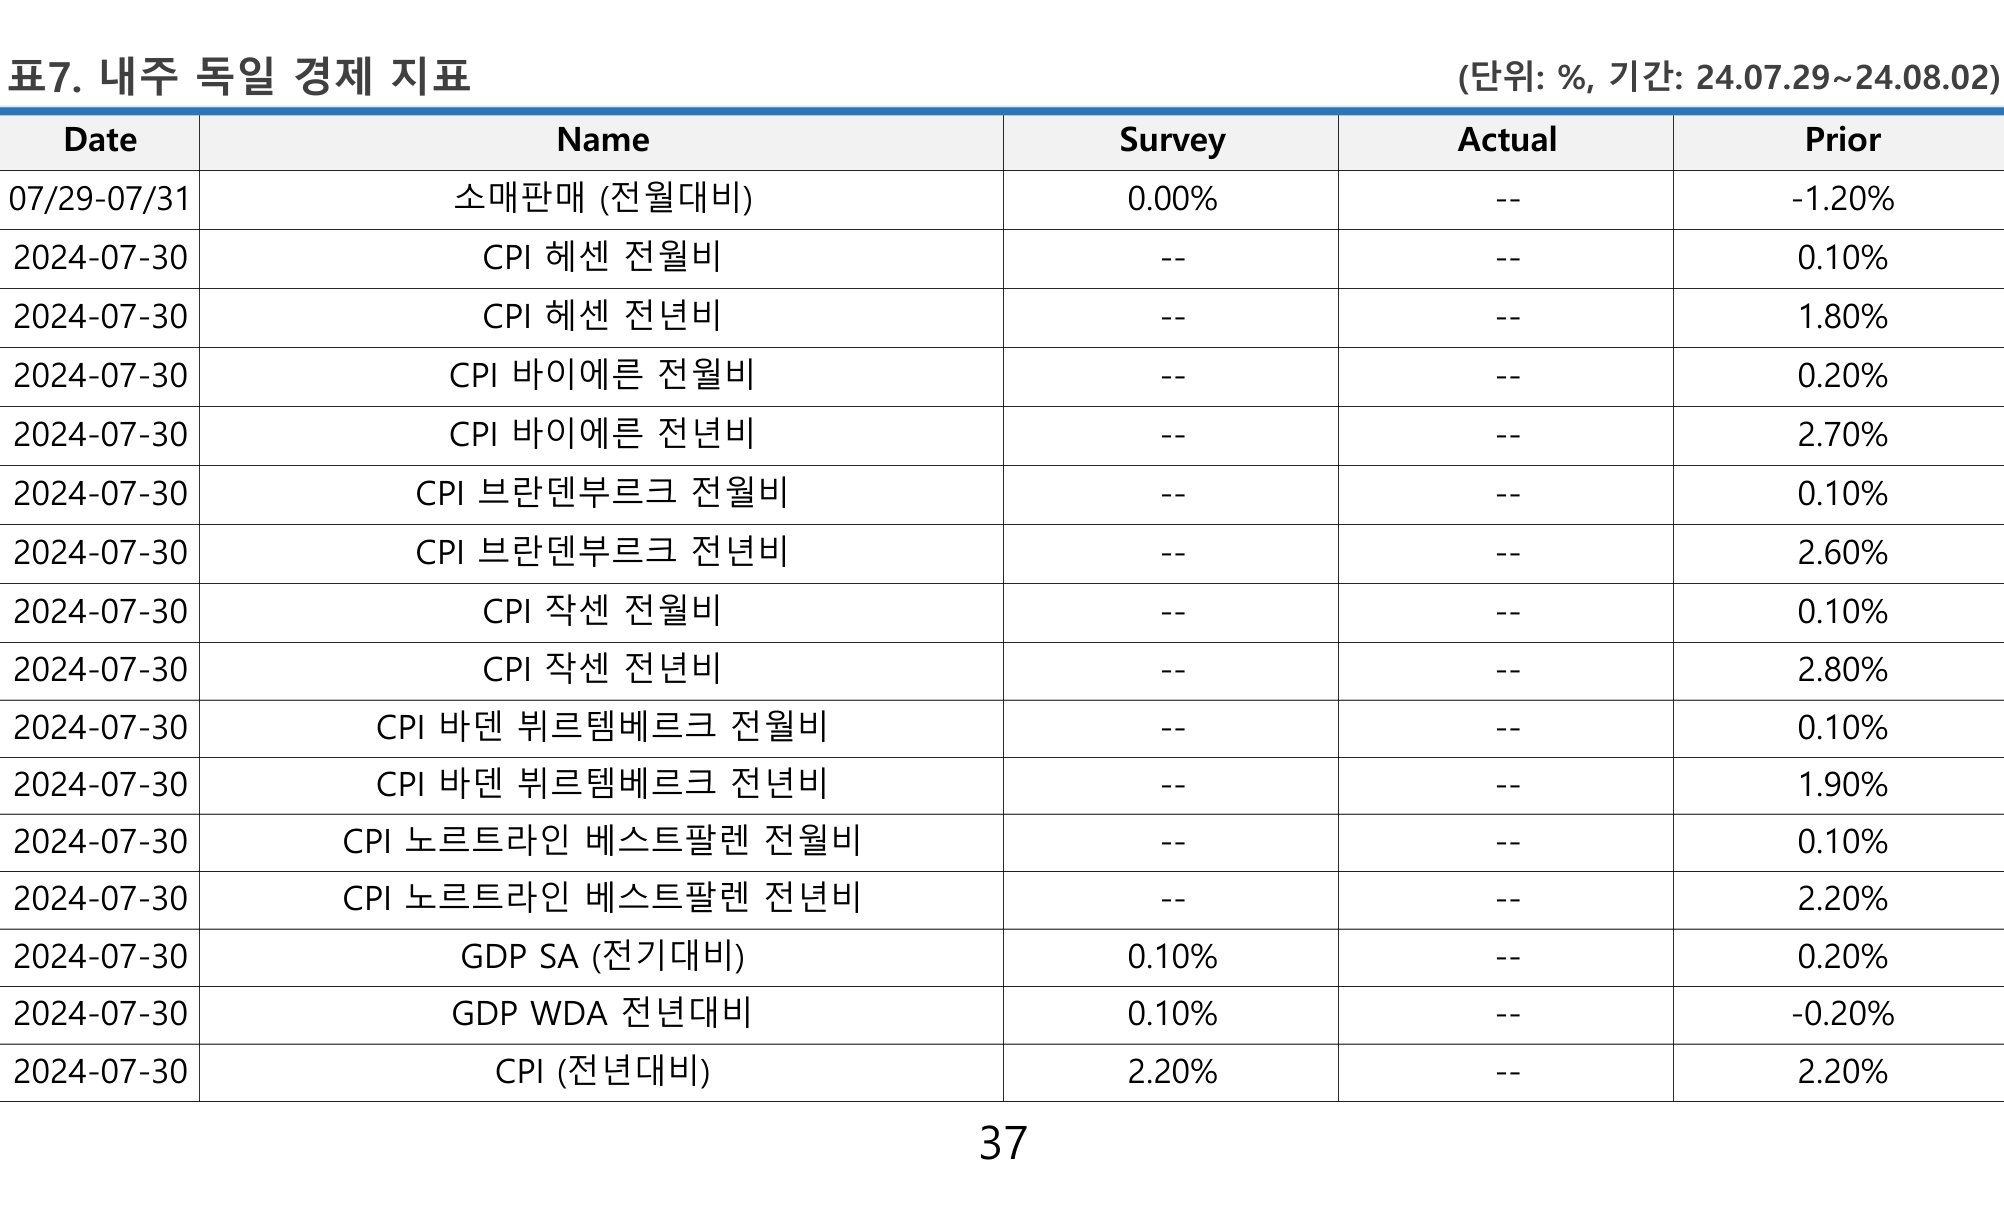 표7. 내주 독일 경제 지표 (단위: %, 기간: 24.07.29~24.08.02)
Date Name Survey Actual Prior
07/29-07/31 소매판매 (전월대비) 0.00% -- -1.20%
2024-07-30 CPI 헤센 전월비 -- -- 0.10%
2024-07-30 CPI 헤센 전년비 -- -- 1.80%
2024-07-30 CPI 바이에른 전월비 -- -- 0.20%
2024-07-30 CPI 바이에른 전년비 -- -- 2.70%
2024-07-30 CPI 브란덴부르크 전월비 -- -- 0.10%
2024-07-30 CPI 브란덴부르크 전년비 -- -- 2.60%
2024-07-30 CPI 작센 전월비 -- -- 0.10%
2024-07-30 CPI 작센 전년비 -- -- 2.80%
2024-07-30 CPI 바덴 뷔르템베르크 전월비 -- -- 0.10%
2024-07-30 CPI 바덴 뷔르템베르크 전년비 -- -- 1.90%
2024-07-30 CPI 노르트라인 베스트팔렌 전월비 -- -- 0.10%
2024-07-30 CPI 노르트라인 베스트팔렌 전년비 -- -- 2.20%
2024-07-30 GDP SA (전기대비) 0.10% -- 0.20%
2024-07-30 GDP WDA 전년대비 0.10% -- -0.20%
2024-07-30 CPI (전년대비) 2.20% -- 2.20%
37